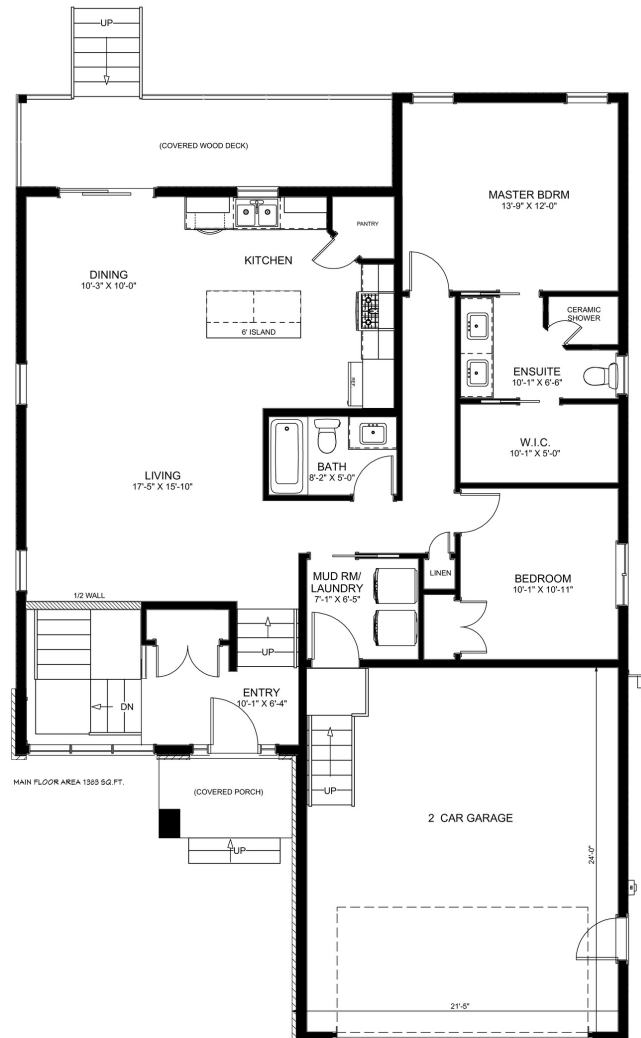 UP
(COVERED WOOD DECK)
MASTER BDRM
13'-9" X 12'-0"
PANTRY
KITCHEN
DINING
10'-3" X 10'-0"
6' ISLAND
CERAMIC
SHOWER
ENSUITE
10'-1" X 6'-6"
REF.
W.I.C.
10'-1" X 5'-0"
BATH
8'-2" X 5'-0"
LIVING
17'-5" X 15'-10"
LINEN
MUD RM/
LAUNDRY
7'-1" X 6'-5"
BEDROOM
10'-1" X 10'-11"
1/2 WALL
UP
ENTRY
10'-1" X 6'-4"
DN
MAIN FLOOR AREA 1363 SQ.FT.
(COVERED PORCH)
UP
UP
2 CAR GARAGE
24'-0"
21'-5"